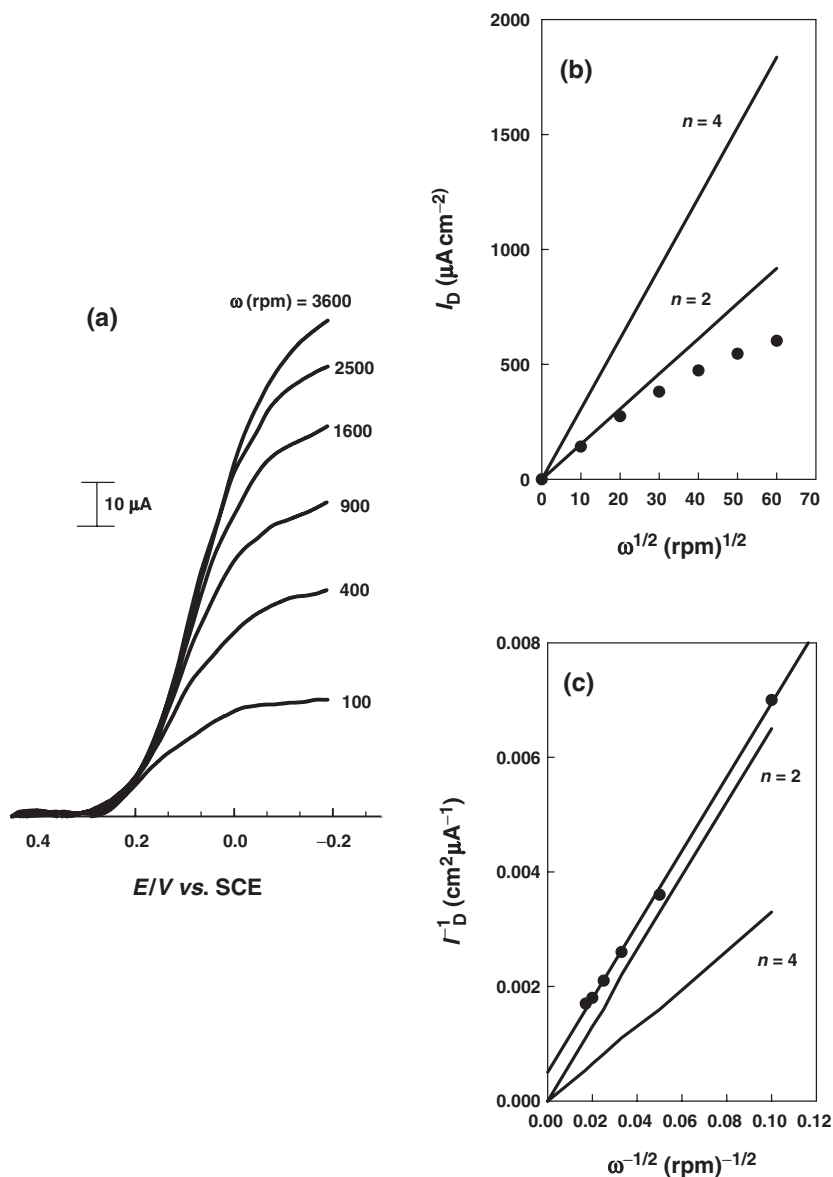 (a)
ω (rpm) = 3600
2500
1600
900
400
100
10 μA
0.4 0.2 0.0 −0.2
E/V vs. SCE
(b)
2000
1500
1000
500
0
n = 4
n = 2
I_D (μA cm⁻²)
0 10 20 30 40 50 60 70
ω^1/2 (rpm)^1/2
(c)
0.008
0.006
0.004
0.002
0.000
n = 2
n = 4
I⁻¹_D (cm² μA⁻¹)
0.00 0.02 0.04 0.06 0.08 0.10 0.12
ω^−1/2 (rpm)^−1/2